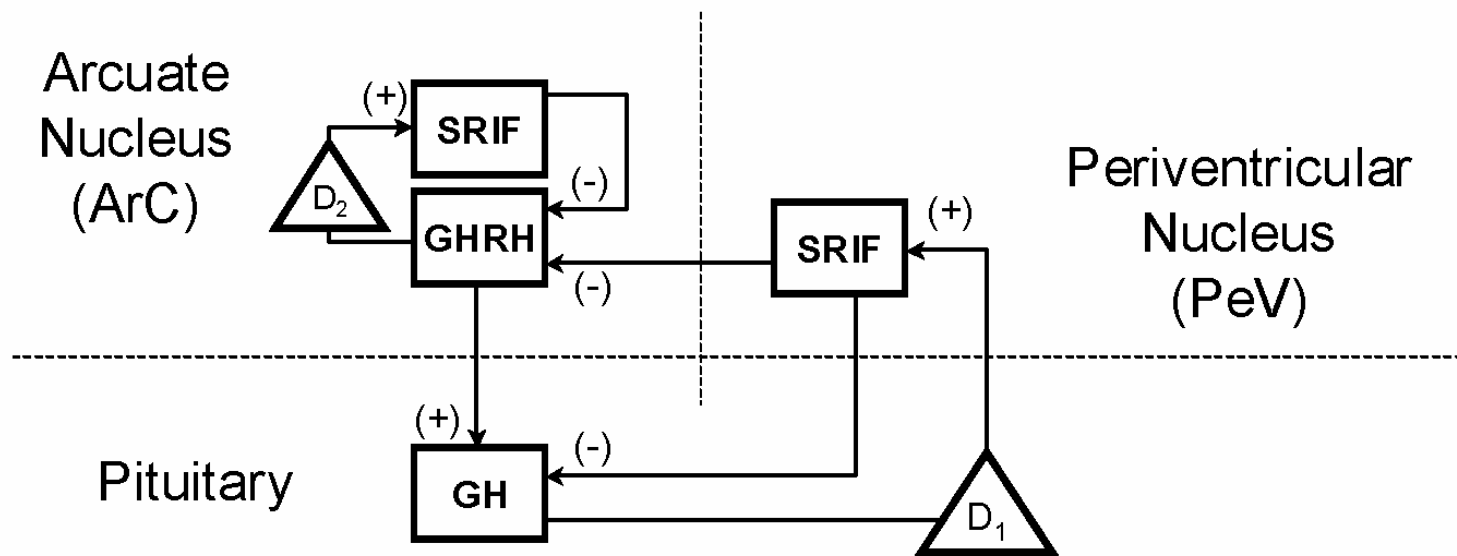 Arcuate
Nucleus
(ArC)
(+)
SRIF
(-)
D2
GHRH
(-)
Periventricular
Nucleus
(PeV)
(+)
SRIF
Pituitary
(+)
(-)
GH
D1